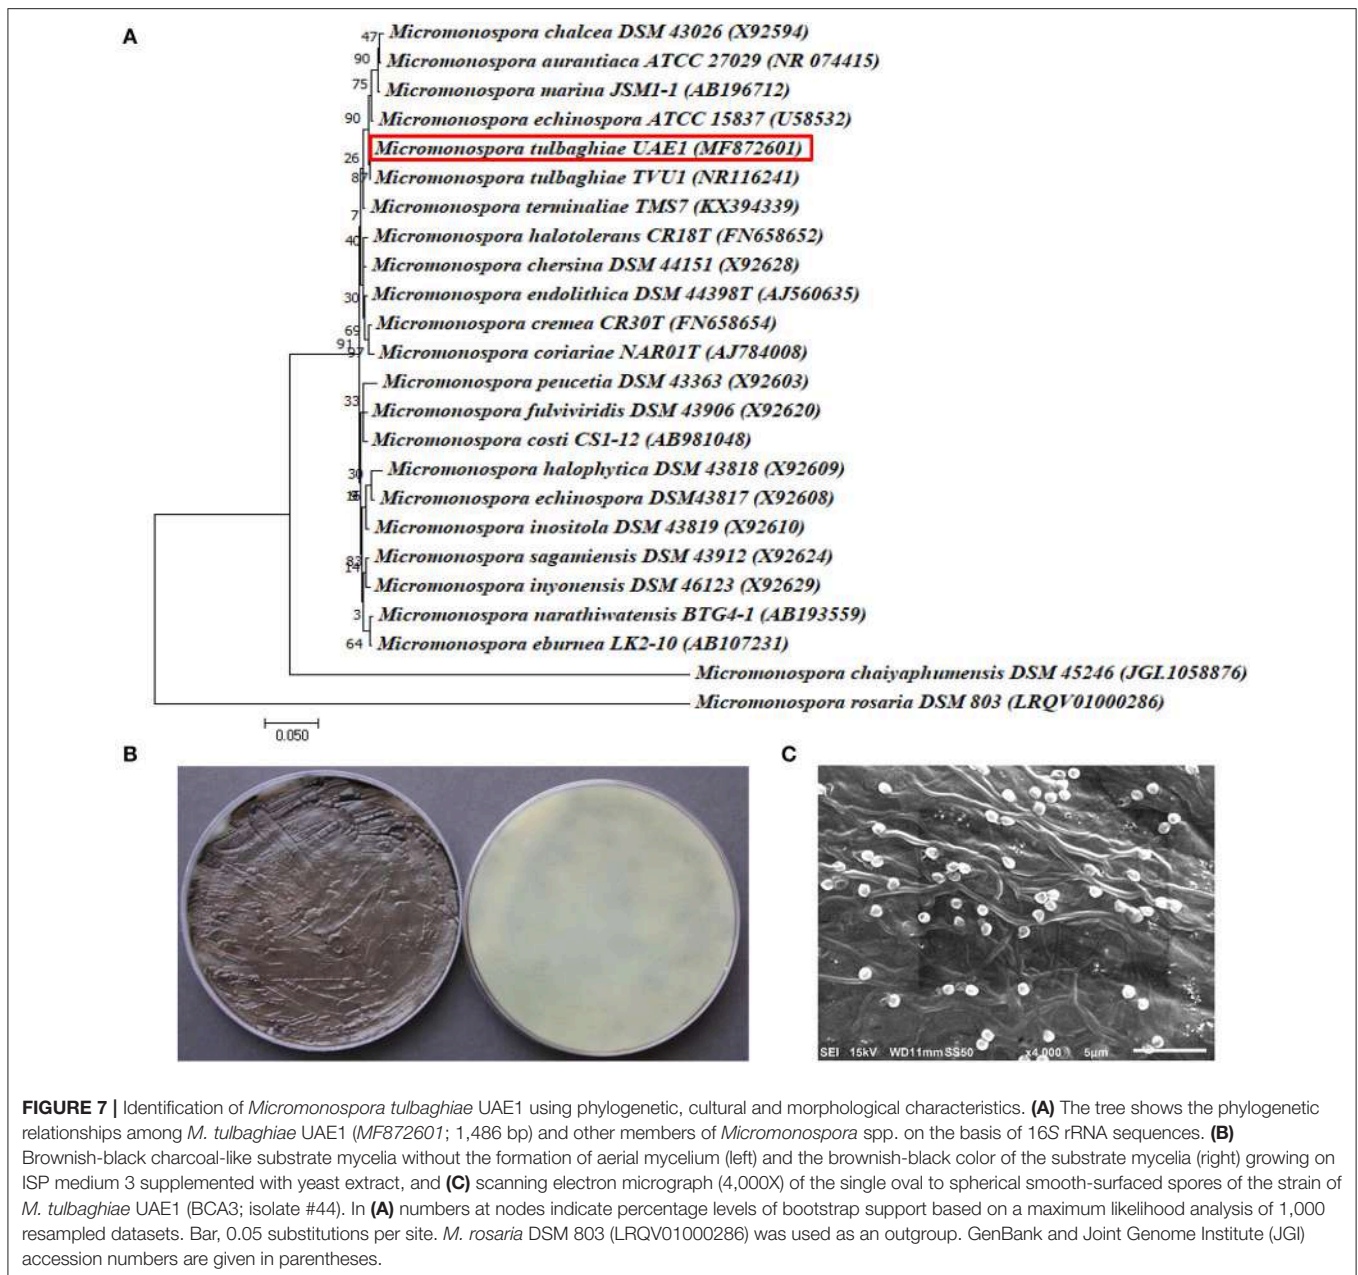 A
47 Micromonospora chalcea DSM 43026 (X92594)
90 Micromonospora aurantiaca ATCC 27029 (NR 074415)
75 Micromonospora marina JSM1-1 (AB196712)
90 Micromonospora echinospora ATCC 15837 (U58532)
Micromonospora tulbaghiae UAE1 (MF872601)
26
87 Micromonospora tulbaghiae TVU1 (NR116241)
7 Micromonospora terminaliae TMS7 (KX394339)
40 Micromonospora halotolerans CR18T (FN658652)
Micromonospora chersina DSM 44151 (X92628)
30 Micromonospora endolithica DSM 44398T (AJ560635)
69 Micromonospora cremea CR30T (FN658654)
91
97 Micromonospora coriariae NAR01T (AJ784008)
Micromonospora peucetia DSM 43363 (X92603)
33 Micromonospora fulviviridis DSM 43906 (X92620)
Micromonospora costi CS1-12 (AB981048)
30 Micromonospora halophytica DSM 43818 (X92609)
Micromonospora echinospora DSM43817 (X92608)
Micromonospora inositola DSM 43819 (X92610)
83 Micromonospora sagamiensis DSM 43912 (X92624)
14
Micromonospora inyonensis DSM 46123 (X92629)
3 Micromonospora narathiwatensis BTG4-1 (AB193559)
64 Micromonospora eburnea LK2-10 (AB107231)
Micromonospora chaiyaphumensis DSM 45246 (JGI.1058876)
Micromonospora rosaria DSM 803 (LRQV01000286)
0.050
B
C
SEI 15kV WD11mmSS50 x4,000 5µm
FIGURE 7 | Identification of Micromonospora tulbaghiae UAE1 using phylogenetic, cultural and morphological characteristics. (A) The tree shows the phylogenetic
relationships among M. tulbaghiae UAE1 (MF872601; 1,486 bp) and other members of Micromonospora spp. on the basis of 16S rRNA sequences. (B)
Brownish-black charcoal-like substrate mycelia without the formation of aerial mycelium (left) and the brownish-black color of the substrate mycelia (right) growing on
ISP medium 3 supplemented with yeast extract, and (C) scanning electron micrograph (4,000X) of the single oval to spherical smooth-surfaced spores of the strain of
M. tulbaghiae UAE1 (BCA3; isolate #44). In (A) numbers at nodes indicate percentage levels of bootstrap support based on a maximum likelihood analysis of 1,000
resampled datasets. Bar, 0.05 substitutions per site. M. rosaria DSM 803 (LRQV01000286) was used as an outgroup. GenBank and Joint Genome Institute (JGI)
accession numbers are given in parentheses.